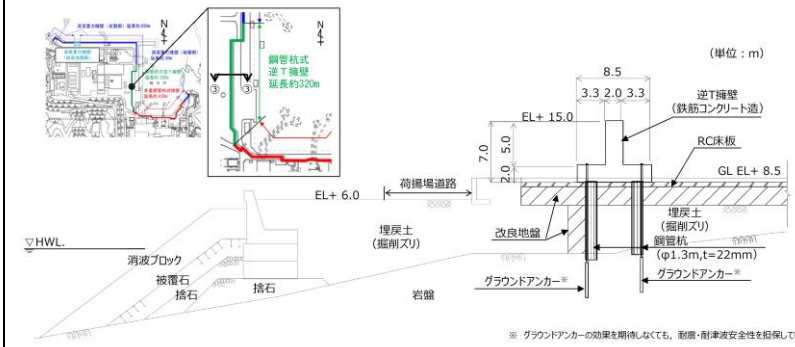 N
③
③
N
鋼管杭式
逆T擁壁
延長約320m
③
③
(単位:m)
8.5
3.3 2.0 3.3
逆T擁壁
(鉄筋コンクリート造)
EL+ 15.0
7.0
5.0
2.0
RC床板
GL EL+ 8.5
荷揚場道路
EL+ 6.0
埋戻土
(掘削ズリ)
改良地盤
埋戻土
(掘削ズリ)
鋼管杭
(φ1.3m,t=22mm)
▽HWL.
消波ブロック
被覆石
捨石
捨石
岩盤
グラウンドアンカー※
グラウンドアンカー※
※ グラウンドアンカーの効果を期待しなくても,耐震・耐津波安全性を担保して